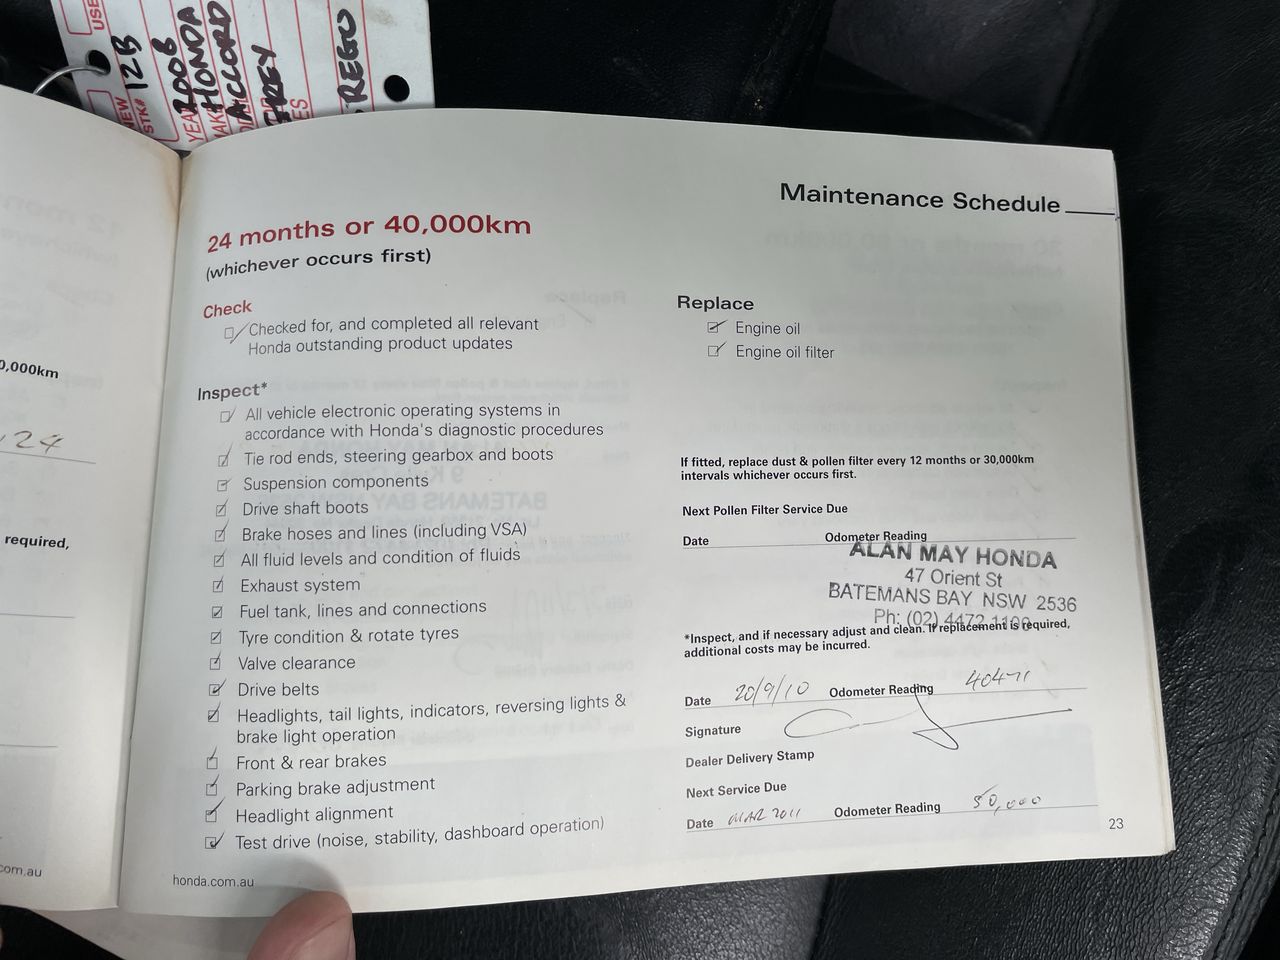 USE
NEW
STK# 12B
YEA 2008
MAK HONDA
ACCORD
GREY
ES
REGO
Maintenance Schedule
24 months or 40,000km
(whichever occurs first)
Check
Checked for, and completed all relevant
Honda outstanding product updates
Inspect*
All vehicle electronic operating systems in
accordance with Honda's diagnostic procedures
Tie rod ends, steering gearbox and boots
Suspension components
Drive shaft boots
Brake hoses and lines (including VSA)
All fluid levels and condition of fluids
Exhaust system
Fuel tank, lines and connections
Tyre condition & rotate tyres
Valve clearance
Drive belts
Headlights, tail lights, indicators, reversing lights &
brake light operation
Front & rear brakes
Parking brake adjustment
Headlight alignment
Test drive (noise, stability, dashboard operation)
honda.com.au
Replace
Engine oil
Engine oil filter
If fitted, replace dust & pollen filter every 12 months or 30,000km
intervals whichever occurs first.
Next Pollen Filter Service Due
Date Odometer Reading
ALAN MAY HONDA
47 Orient St
BATEMANS BAY NSW 2536
Ph: (02) 4472 1100
*Inspect, and if necessary adjust and clean. If replacement is required,
additional costs may be incurred.
Date 20/9/10 Odometer Reading 40471
Signature
Dealer Delivery Stamp
Next Service Due
Date MAR 2011 Odometer Reading 50,000
23
0,000km
24
required,
com.au